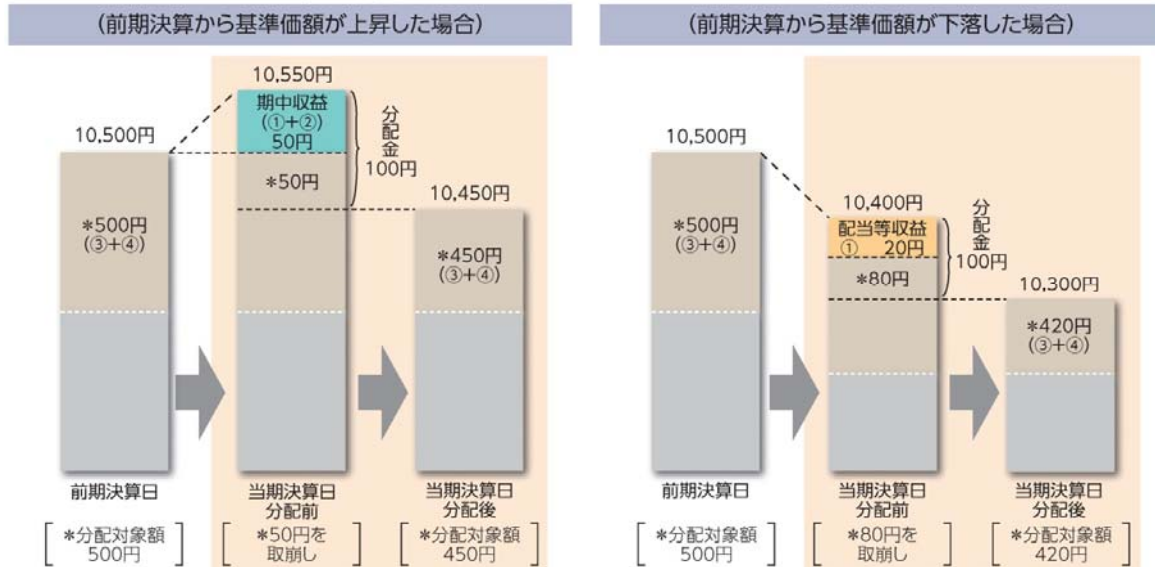 (前期決算から基準価額が上昇した場合)
10,500円
*500円
(③+④)
10,550円
期中収益
(①+②)
50円
*50円
分配金
100円
10,450円
*450円
(③+④)
前期決算日
当期決算日
分配前
当期決算日
分配後
*分配対象額
500円
*50円を
取崩し
*分配対象額
450円
(前期決算から基準価額が下落した場合)
10,500円
*500円
(③+④)
10,400円
配当等収益
① 20円
*80円
分配金
100円
10,300円
*420円
(③+④)
前期決算日
当期決算日
分配前
当期決算日
分配後
*分配対象額
500円
*80円を
取崩し
*分配対象額
420円